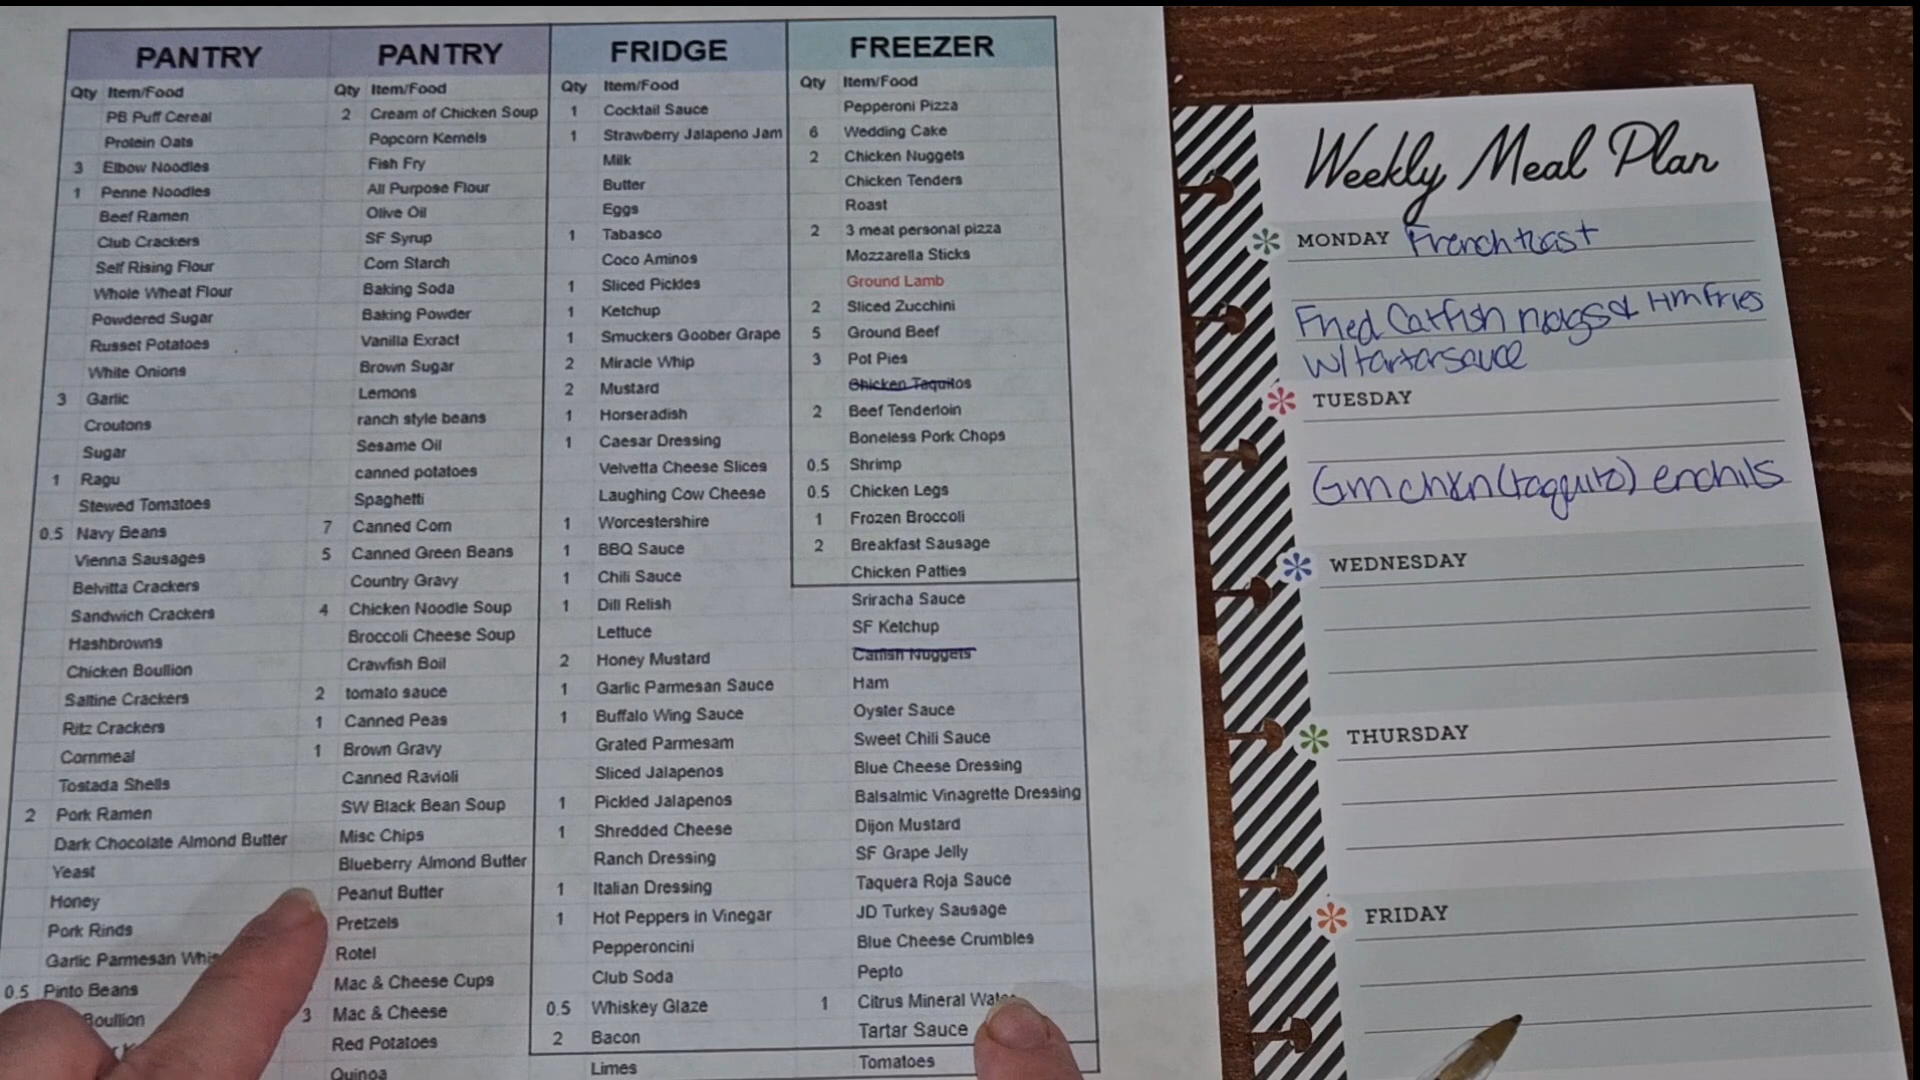 PANTRY
Qty Item/Food
PB Puff Cereal
Protein Oats
3 Elbow Noodles
1 Penne Noodles
Beef Ramen
Club Crackers
Self Rising Flour
Whole Wheat Flour
Powdered Sugar
Russet Potatoes
White Onions
3 Garlic
Croutons
Sugar
1 Ragu
Stewed Tomatoes
0.5 Navy Beans
Vienna Sausages
Belvitta Crackers
Sandwich Crackers
Hashbrowns
Chicken Boullion
Saltine Crackers
Ritz Crackers
Cornmeal
Tostada Shells
2 Pork Ramen
Dark Chocolate Almond Butter
Yeast
Honey
Pork Rinds
Garlic Parmesan
0.5 Pinto Beans
Boullion
PANTRY
Qty Item/Food
2 Cream of Chicken Soup
Popcorn Kernels
Fish Fry
All Purpose Flour
Olive Oil
SF Syrup
Corn Starch
Baking Soda
Baking Powder
Vanilla Exract
Brown Sugar
Lemons
ranch style beans
Sesame Oil
canned potatoes
Spaghetti
7 Canned Corn
5 Canned Green Beans
Country Gravy
4 Chicken Noodle Soup
Broccoli Cheese Soup
Crawfish Boil
2 tomato sauce
1 Canned Peas
1 Brown Gravy
Canned Ravioli
SW Black Bean Soup
Misc Chips
Blueberry Almond Butter
Peanut Butter
Pretzels
Rotel
Mac & Cheese Cups
3 Mac & Cheese
Red Potatoes
Quinoa
FRIDGE
Qty Item/Food
1 Cocktail Sauce
1 Strawberry Jalapeno Jam
Milk
Butter
Eggs
1 Tabasco
Coco Aminos
1 Sliced Pickles
1 Ketchup
1 Smuckers Goober Grape
2 Miracle Whip
2 Mustard
1 Horseradish
1 Caesar Dressing
Velvetta Cheese Slices
Laughing Cow Cheese
1 Worcestershire
1 BBQ Sauce
1 Chili Sauce
1 Dill Relish
Lettuce
2 Honey Mustard
1 Garlic Parmesan Sauce
1 Buffalo Wing Sauce
Grated Parmesam
Sliced Jalapenos
1 Pickled Jalapenos
1 Shredded Cheese
Ranch Dressing
1 Italian Dressing
1 Hot Peppers in Vinegar
Pepperoncini
Club Soda
0.5 Whiskey Glaze
2 Bacon
Limes
FREEZER
Qty Item/Food
Pepperoni Pizza
6 Wedding Cake
2 Chicken Nuggets
Chicken Tenders
Roast
2 3 meat personal pizza
Mozzarella Sticks
Ground Lamb
2 Sliced Zucchini
5 Ground Beef
3 Pot Pies
Chicken Taquitos
2 Beef Tenderloin
Boneless Pork Chops
0.5 Shrimp
0.5 Chicken Legs
1 Frozen Broccoli
2 Breakfast Sausage
Chicken Patties
Sriracha Sauce
SF Ketchup
Catfish Nuggets
Ham
Oyster Sauce
Sweet Chili Sauce
Blue Cheese Dressing
Balsalmic Vinagrette Dressing
Dijon Mustard
SF Grape Jelly
Taquera Roja Sauce
JD Turkey Sausage
Blue Cheese Crumbles
Pepto
1 Citrus Mineral Water
Tartar Sauce
Tomatoes
Weekly Meal Plan
MONDAY French toast
Fried Catfish nuggs & HM Fries
w/ tartar sauce
TUESDAY
Gm chkn (taquito) enchils
WEDNESDAY
THURSDAY
FRIDAY